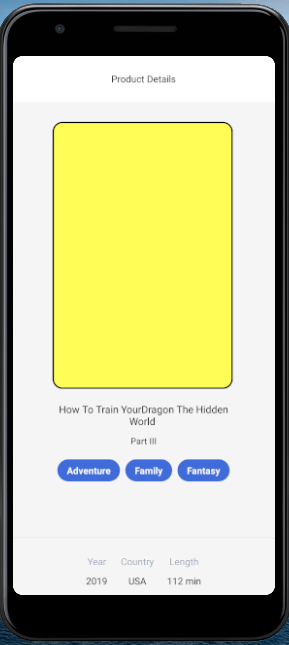 Product Details
How To Train YourDragon The Hidden
World
Part III
Adventure Family Fantasy
Year Country Length
2019 USA 112 min